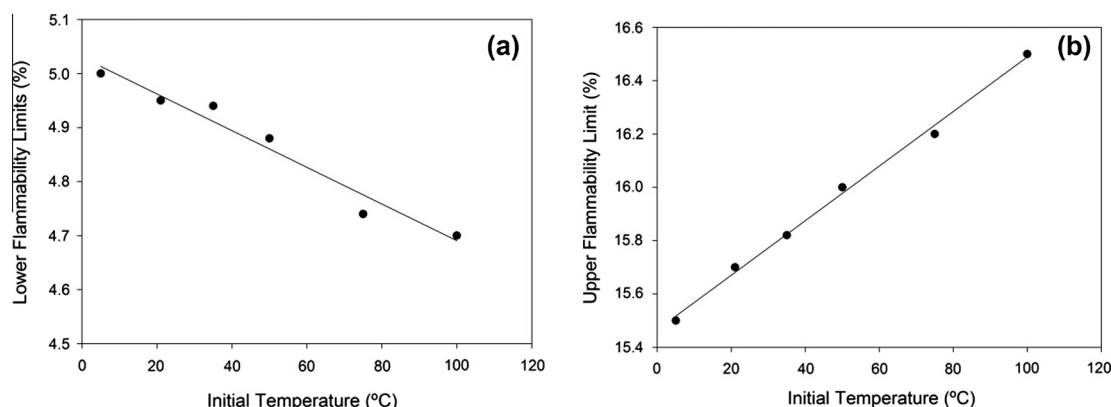 (a)
Lower Flammability Limits (%)
5.1
5.0
4.9
4.8
4.7
4.6
4.5
0 20 40 60 80 100 120
Initial Temperature (ºC)
(b)
Upper Flammability Limit (%)
16.6
16.4
16.2
16.0
15.8
15.6
15.4
0 20 40 60 80 100 120
Initial Temperature (ºC)